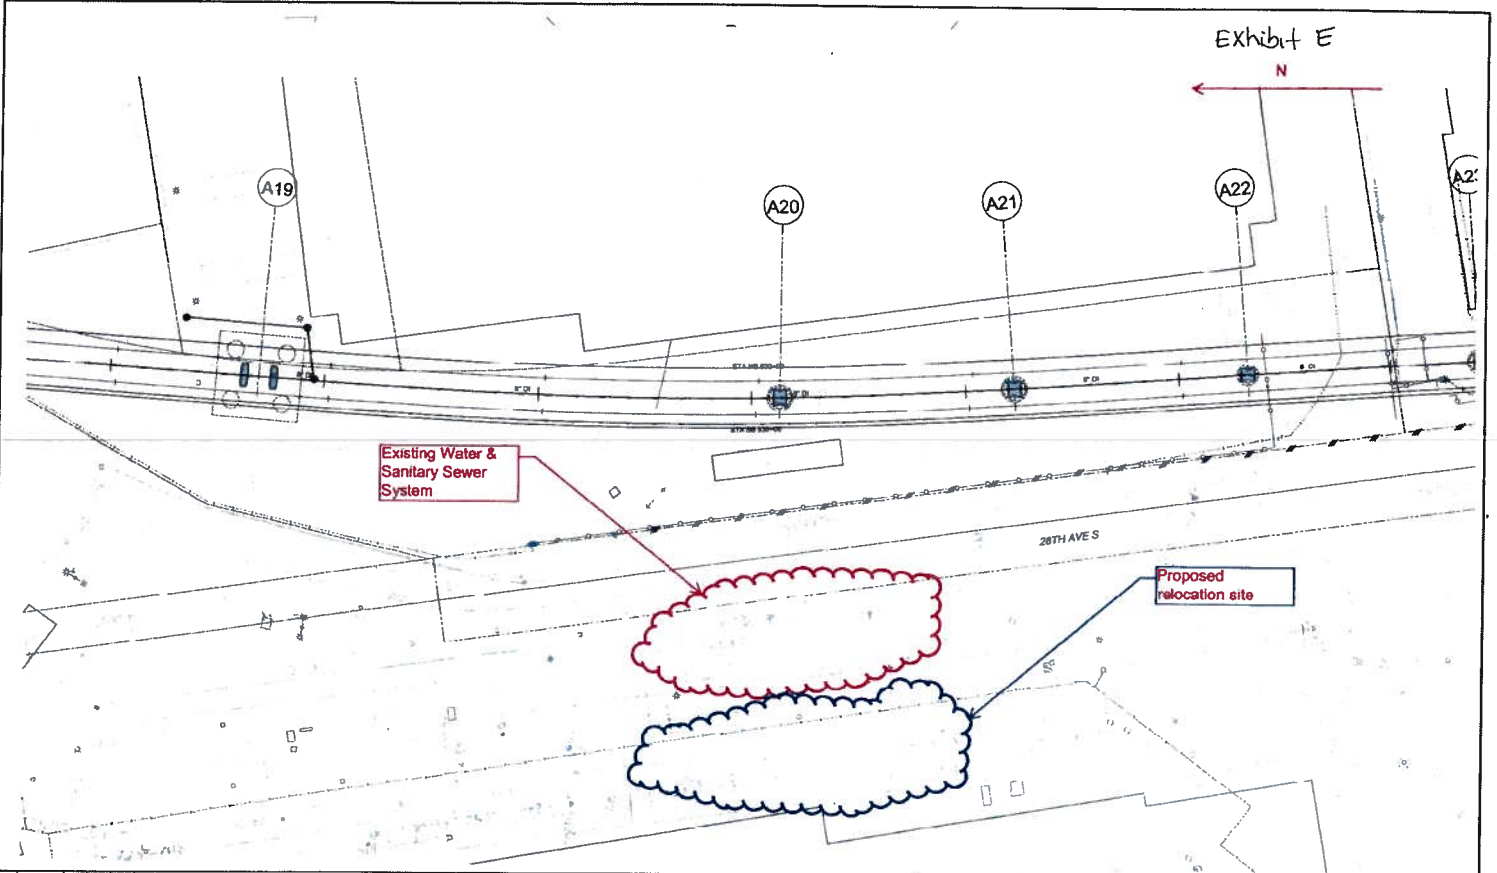 Exhibit E
N
A19
A20
A21
A22
Existing Water &
Sanitary Sewer
System
28TH AVE S
Proposed
relocation site